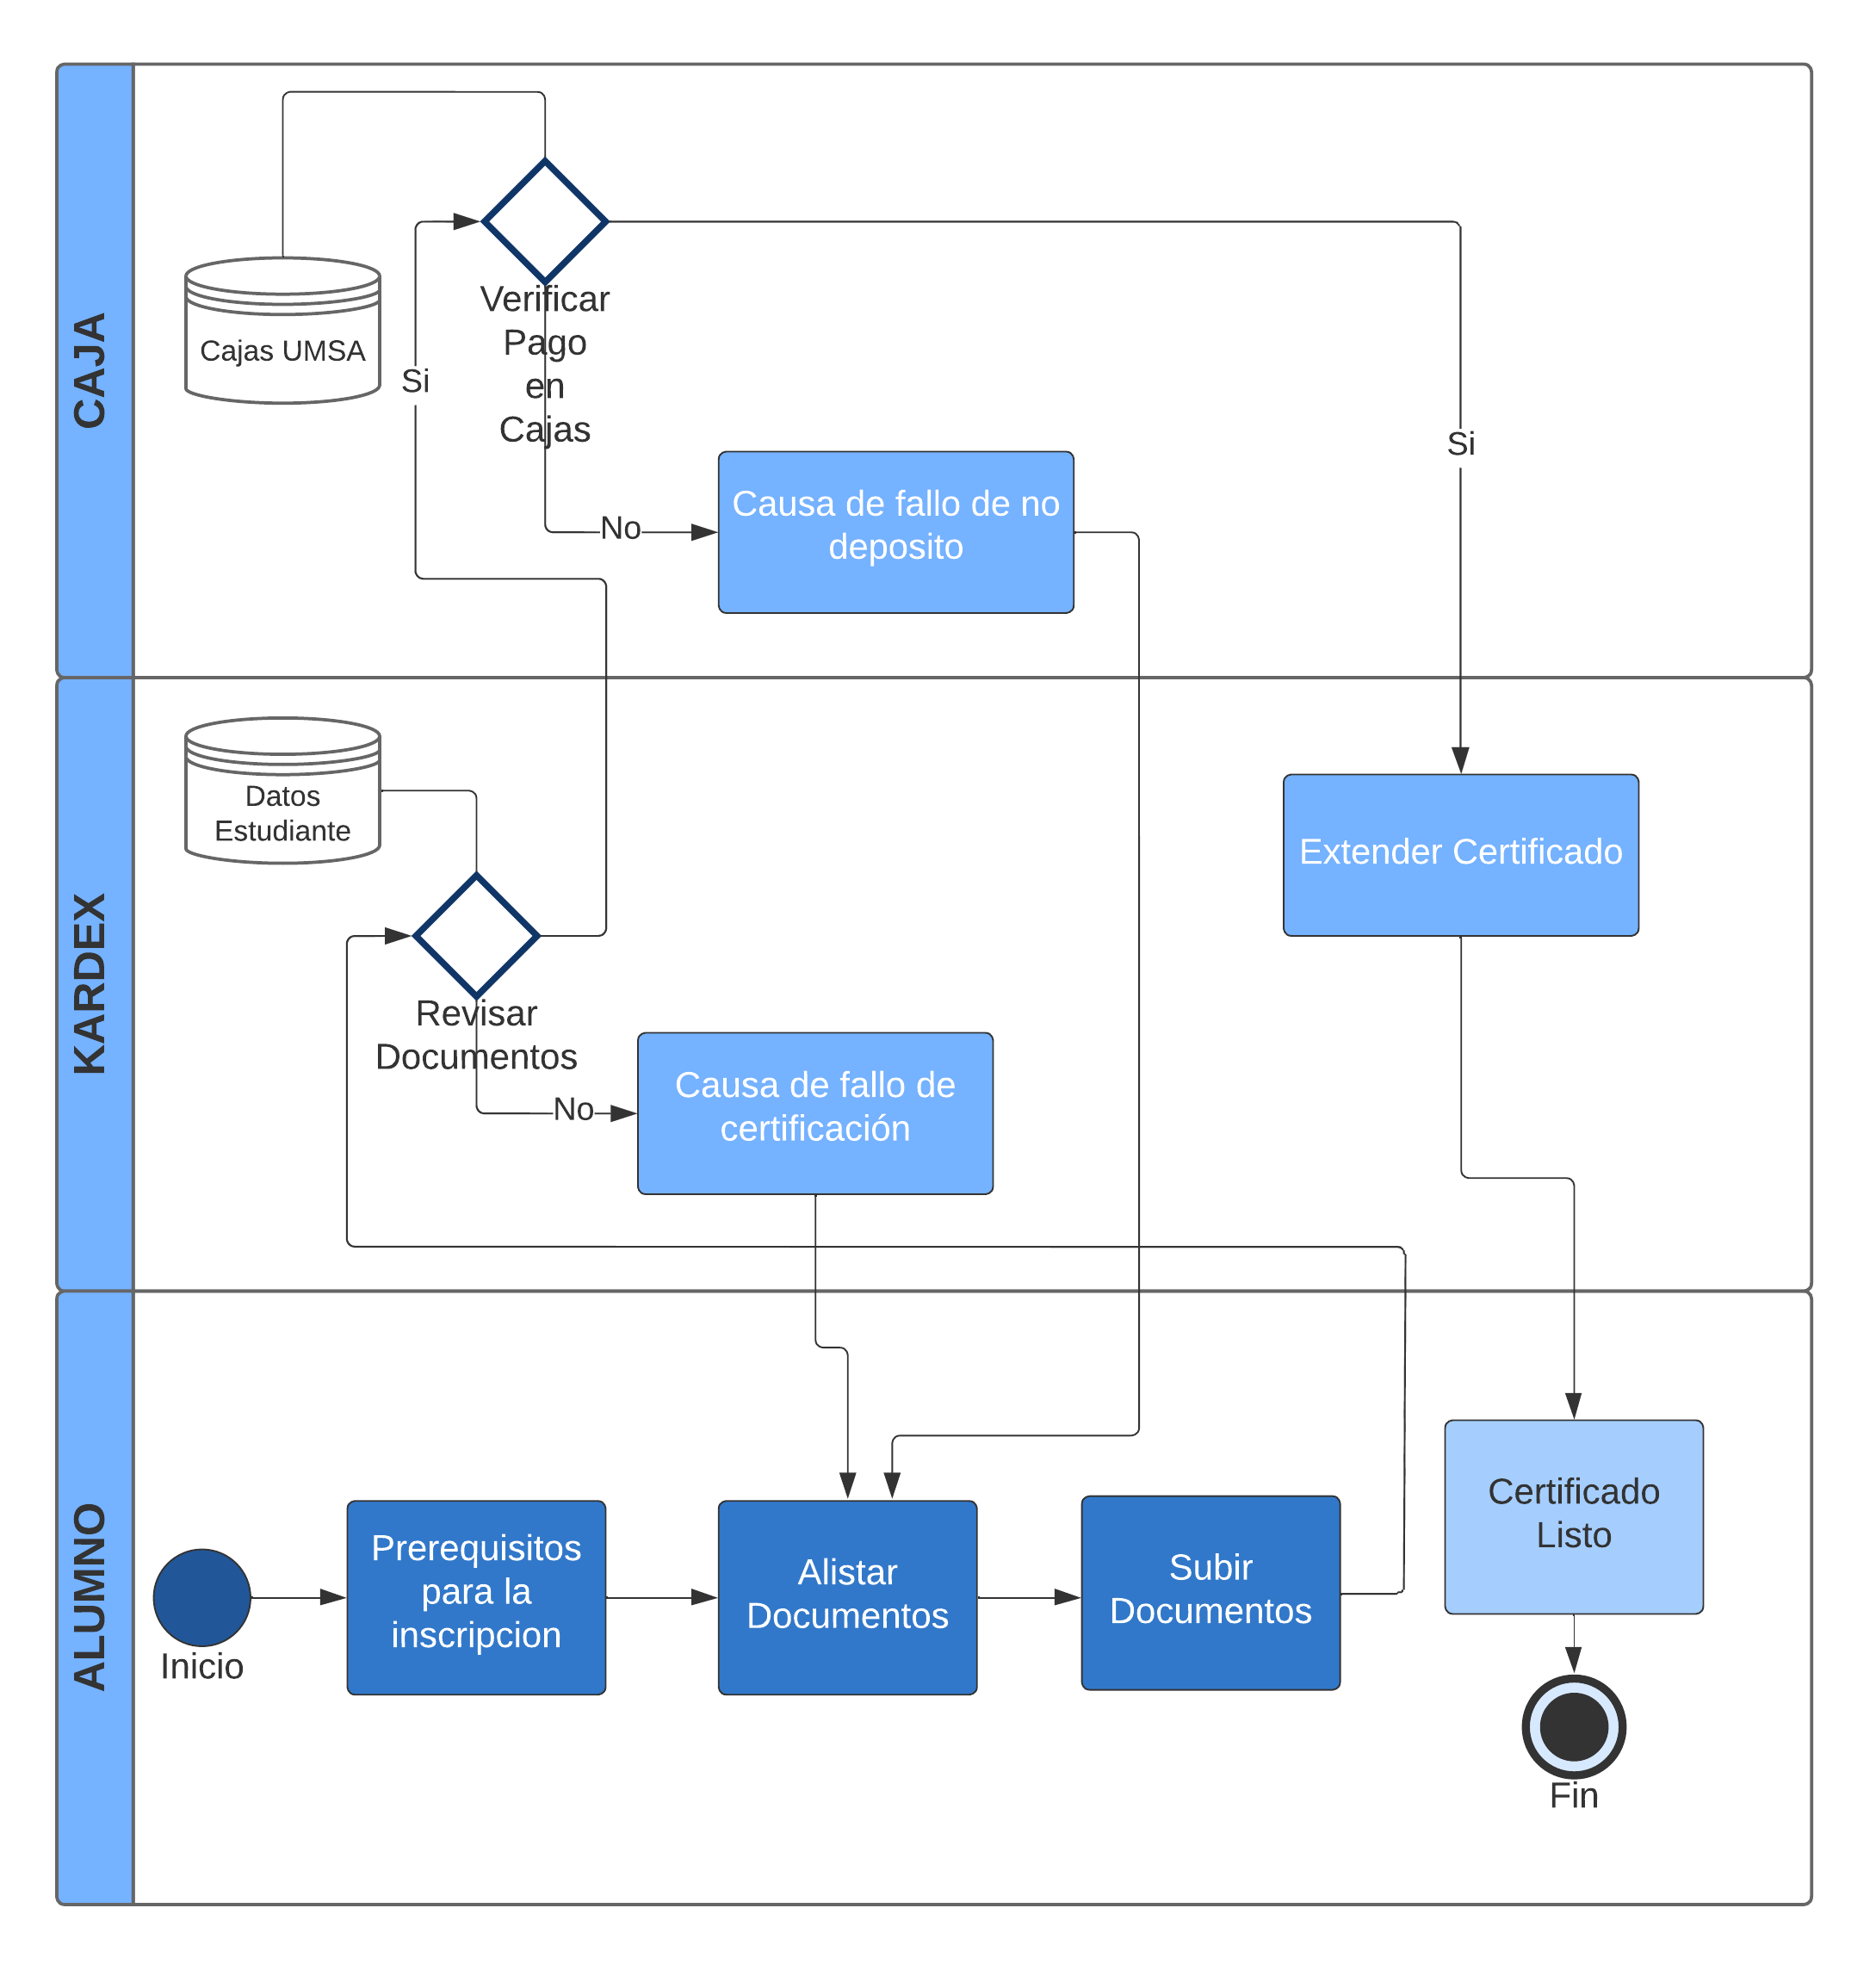 CAJA
Cajas UMSA
Verificar
Pago
en
Cajas
Si
No
Causa de fallo de no
deposito
Si
KARDEX
Datos
Estudiante
Revisar
Documentos
No
Causa de fallo de
certificación
Extender Certificado
ALUMNO
Inicio
Prerequisitos
para la
inscripcion
Alistar
Documentos
Subir
Documentos
Certificado
Listo
Fin